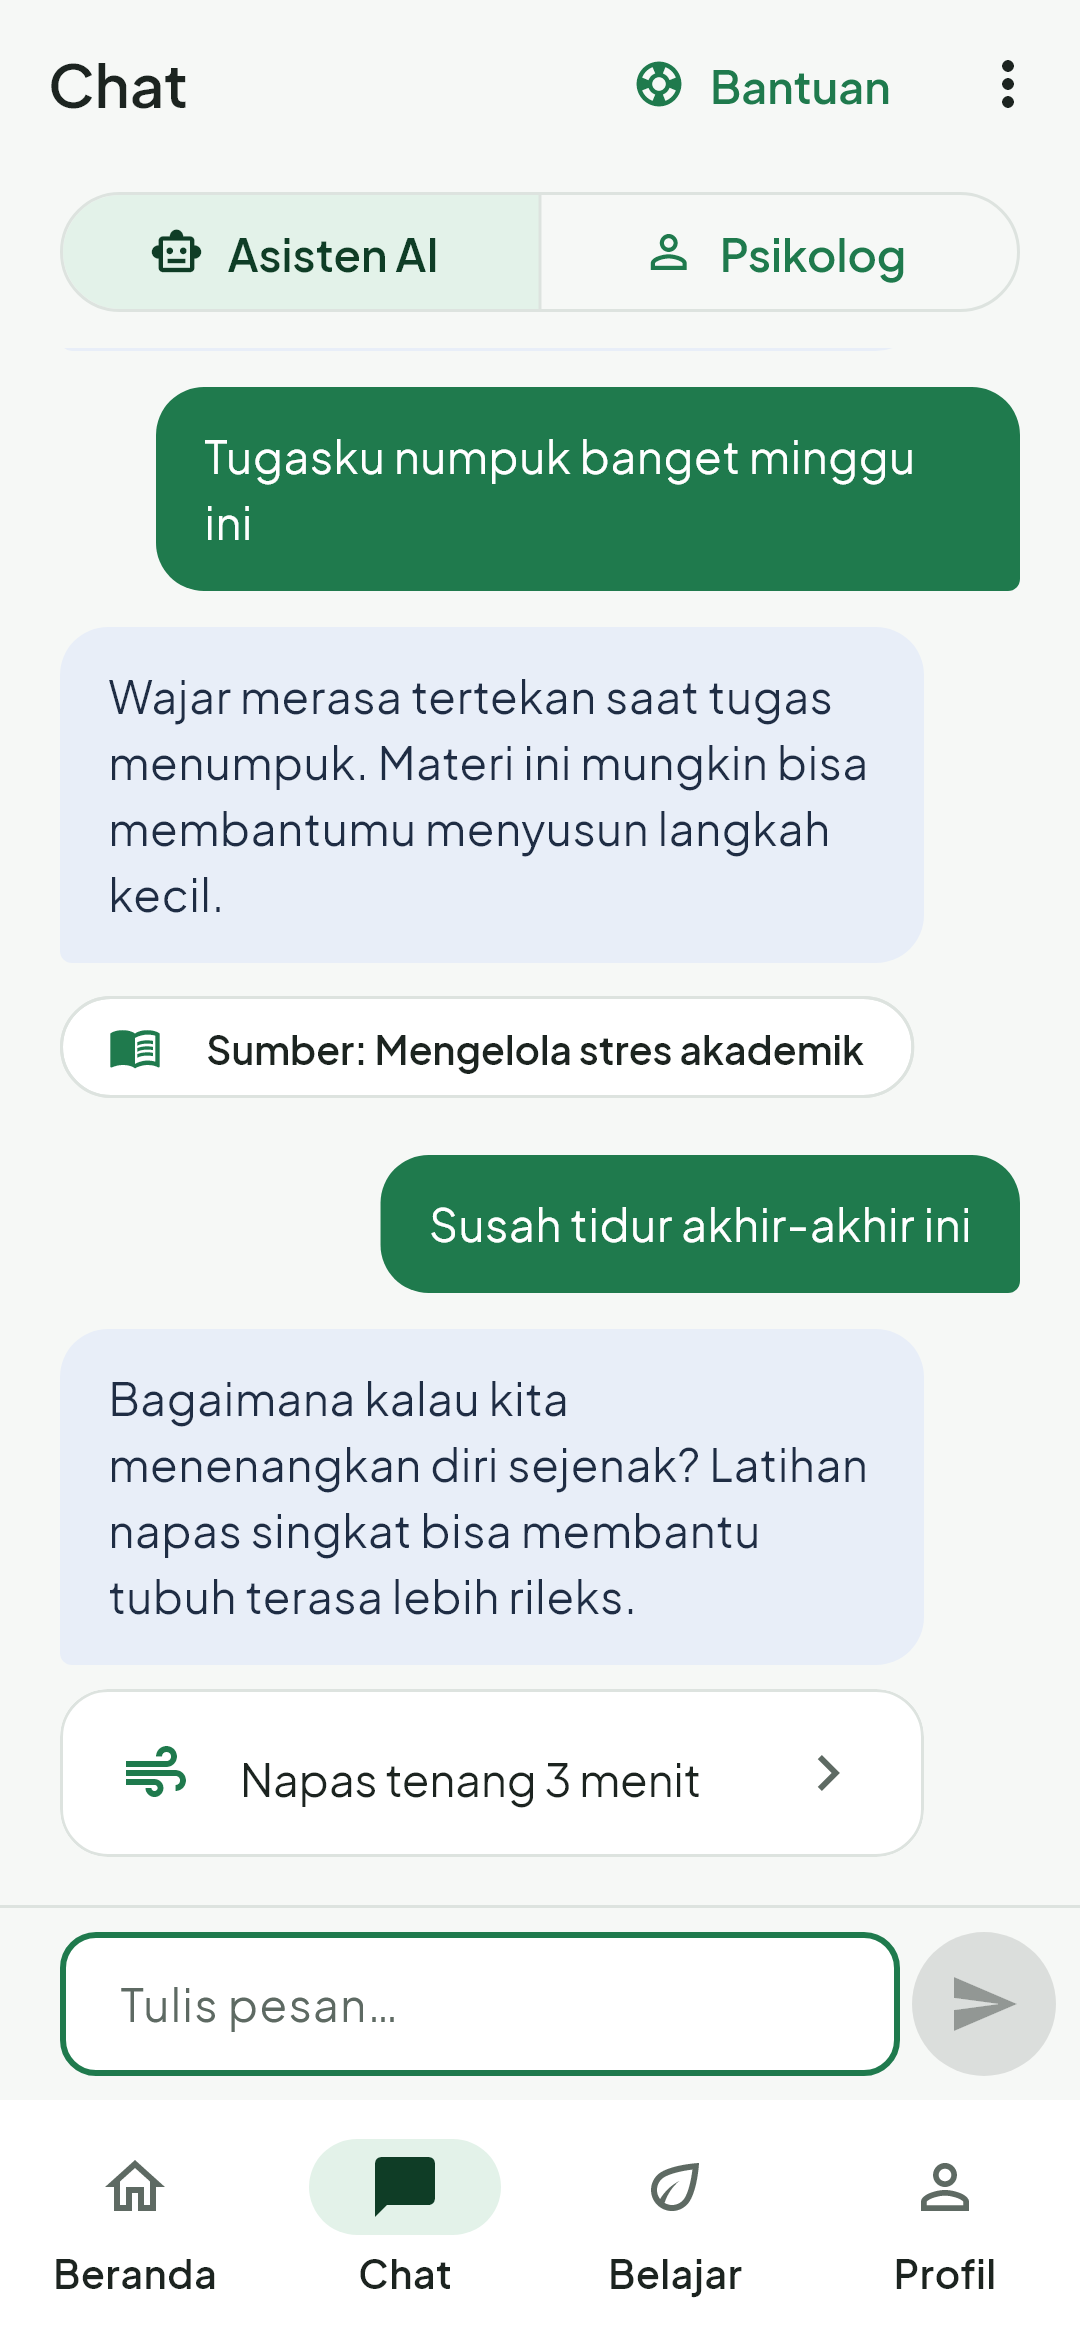 Chat
Bantuan
Asisten AI
Psikolog
Tugasku numpuk banget minggu
ini
Wajar merasa tertekan saat tugas
menumpuk. Materi ini mungkin bisa
membantumu menyusun langkah
kecil.
Sumber: Mengelola stres akademik
Susah tidur akhir-akhir ini
Bagaimana kalau kita
menenangkan diri sejenak? Latihan
napas singkat bisa membantu
tubuh terasa lebih rileks.
Napas tenang 3 menit
Tulis pesan...
Beranda
Chat
Belajar
Profil